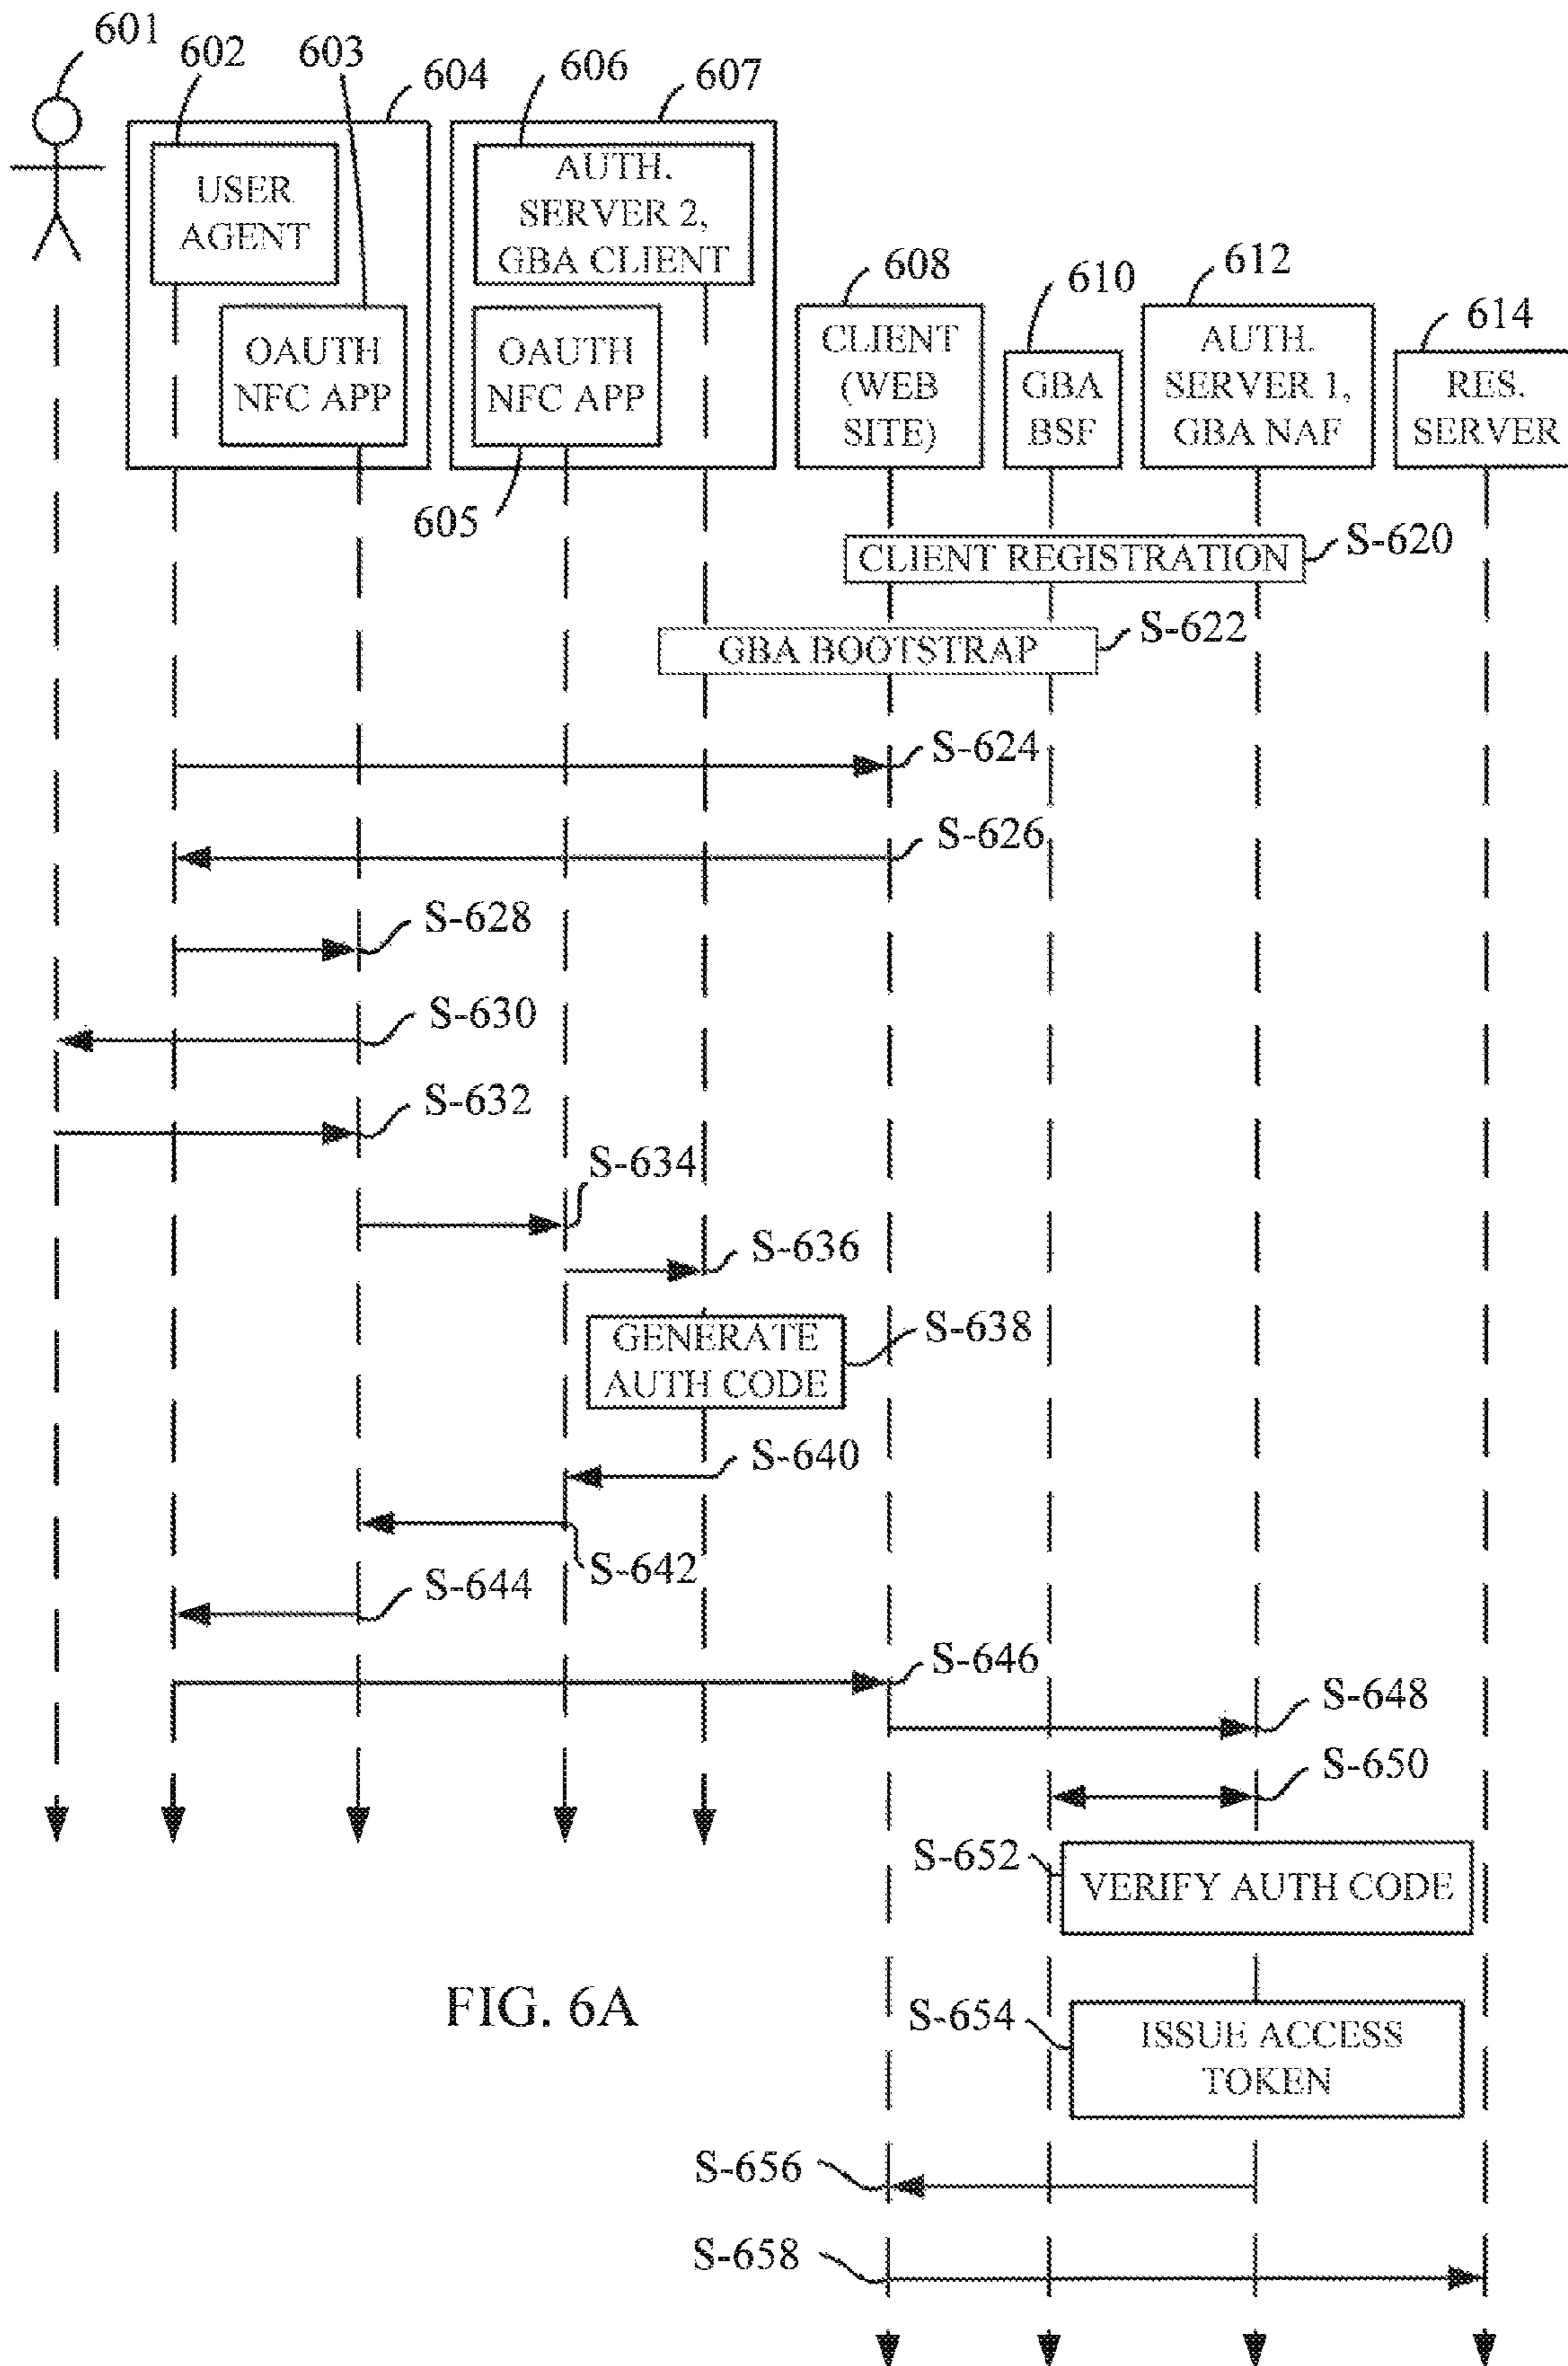 601
602
603
604
606
607
USER
AGENT
AUTH.
SERVER 2,
GBA CLIENT
608
610
612
614
OAUTH
NFC APP
OAUTH
NFC APP
CLIENT
(WEB
SITE)
GBA
BSF
AUTH.
SERVER 1,
GBA NAF
RES.
SERVER
605
CLIENT REGISTRATION
S-620
GBA BOOTSTRAP
S-622
S-624
S-626
S-628
S-630
S-632
S-634
S-636
GENERATE
AUTH CODE
S-638
S-640
S-642
S-644
S-646
S-648
S-650
S-652
VERIFY AUTH CODE
FIG. 6A
S-654
ISSUE ACCESS
TOKEN
S-656
S-658